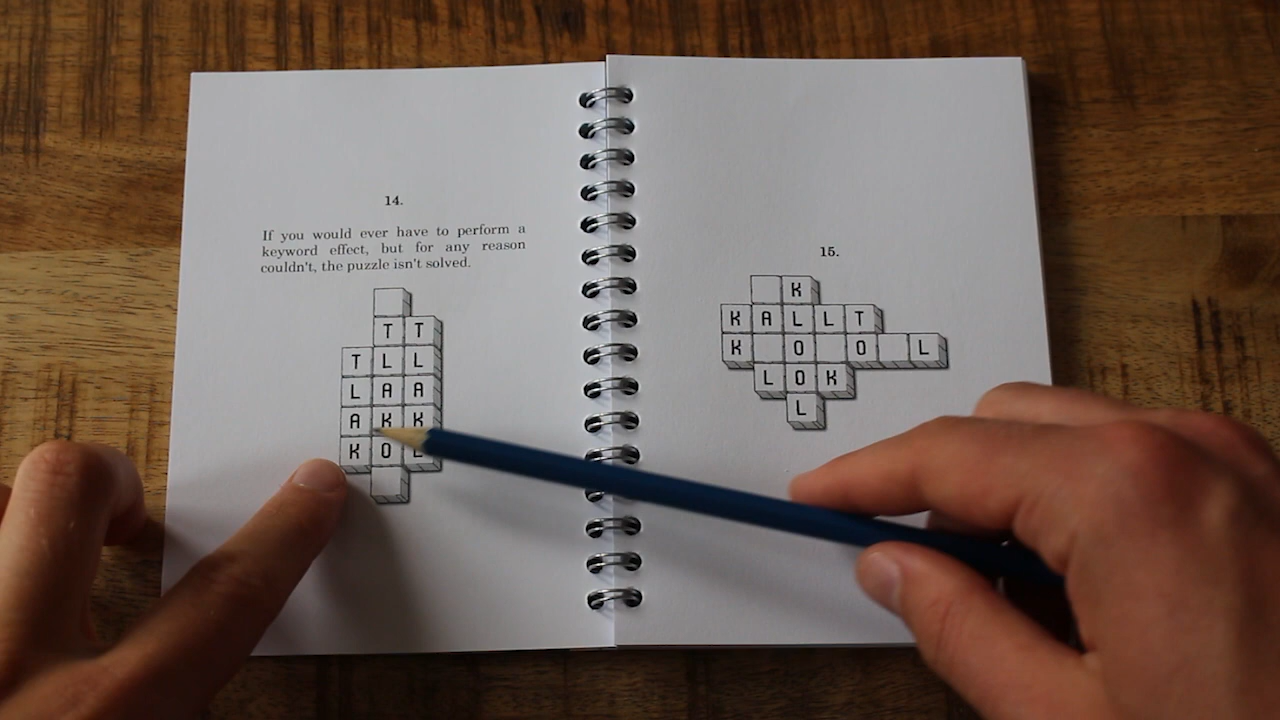 14.
If you would ever have to perform a
keyword effect, but for any reason
couldn't, the puzzle isn't solved.
T T
T L L
L A A
A K K
K O L
15.
K
K A L L T
K O O L
L O K
L